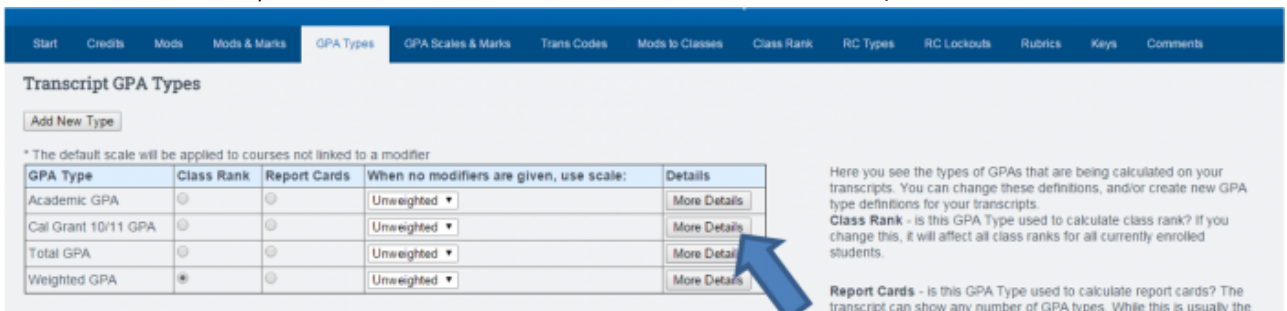 Start Credits Mods Mods & Marks GPA Types GPA Scales & Marks Trans Codes Mods to Classes Class Rank RC Types RC Lockouts Rubrics Keys Comments
Transcript GPA Types
Add New Type
* The default scale will be applied to courses not linked to a modifier
GPA Type Class Rank Report Cards When no modifiers are given, use scale: Details
Academic GPA Unweighted More Details
Cal Grant 10/11 GPA Unweighted More Details
Total GPA Unweighted More Details
Weighted GPA Unweighted More Details
Here you see the types of GPAs that are being calculated on your
transcripts. You can change these definitions, and/or create new GPA
type definitions for your transcripts.
Class Rank - is this GPA Type used to calculate class rank? If you
change this, it will affect all class ranks for all currently enrolled
students.
Report Cards - is this GPA Type used to calculate report cards? The
transcript can show any number of GPA types. While this is usually the